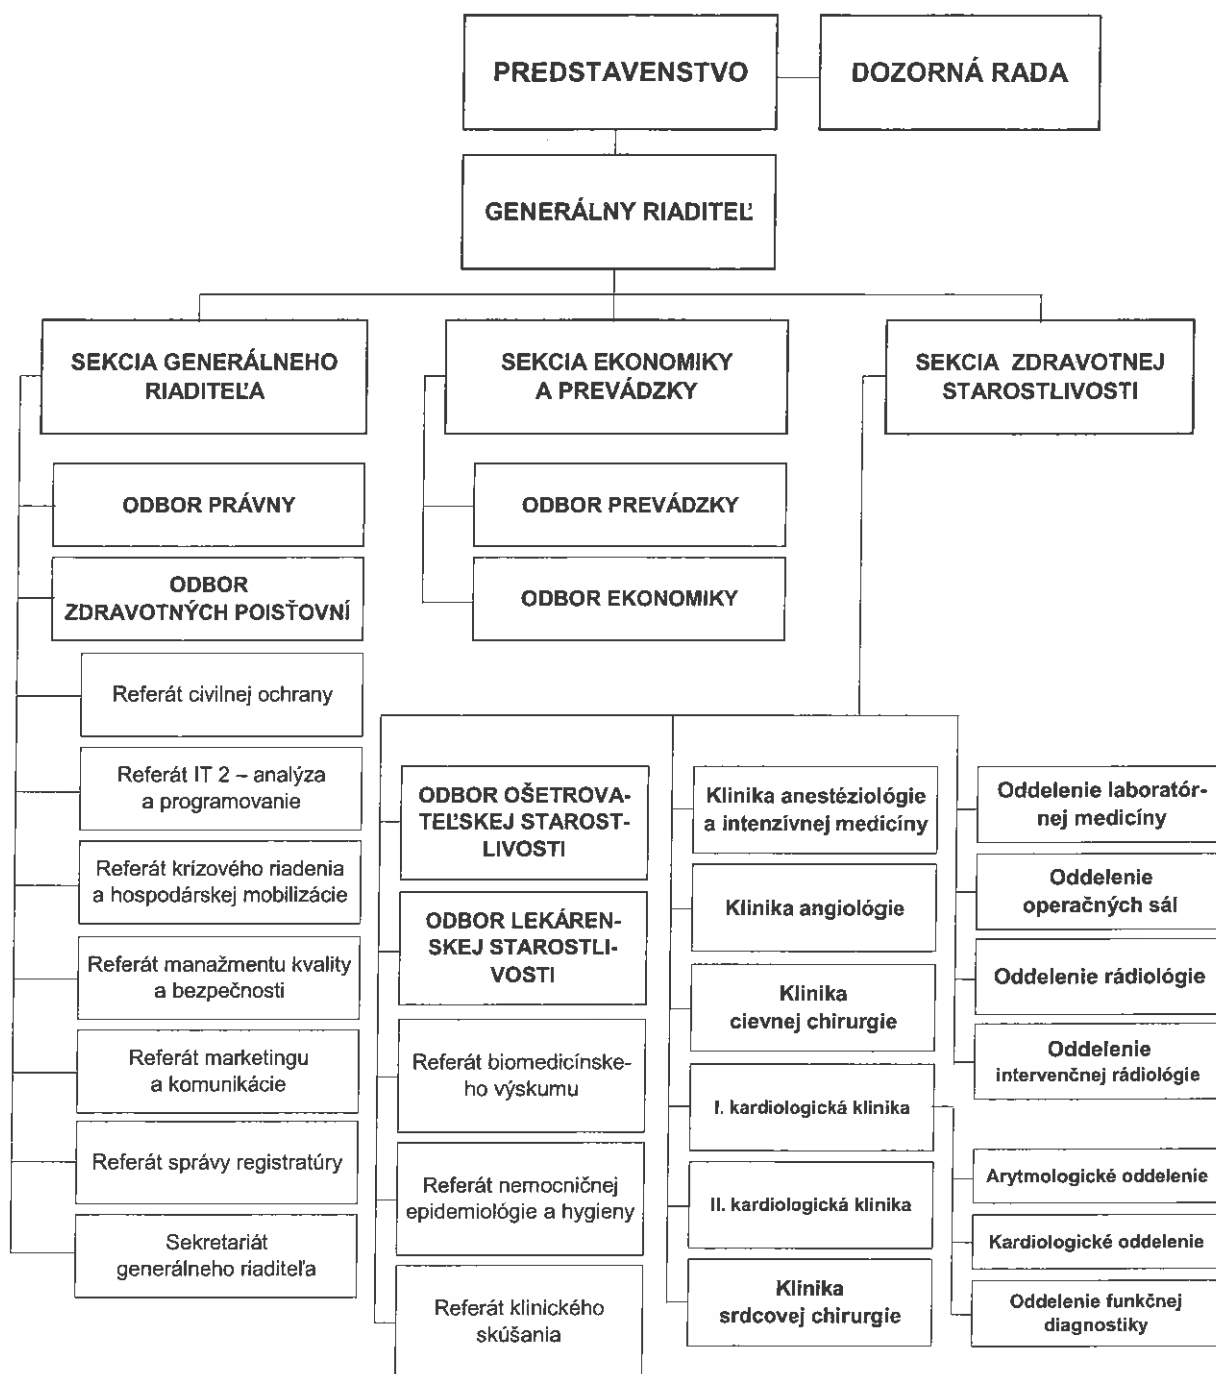 PREDSTAVENSTVO
DOZORNÁ RADA
GENERÁLNY RIADITEĽ
SEKCIA GENERÁLNEHO
RIADITEĽA
SEKCIA EKONOMIKY
A PREVÁDZKY
SEKCIA ZDRAVOTNEJ
STAROSTLIVOSTI
ODBOR PRÁVNY
ODBOR
ZDRAVOTNÝCH POISŤOVNÍ
Referát civilnej ochrany
Referát IT 2 – analýza
a programovanie
Referát krízového riadenia
a hospodárskej mobilizácie
Referát manažmentu kvality
a bezpečnosti
Referát marketingu
a komunikácie
Referát správy registratúry
Sekretariát
generálneho riaditeľa
ODBOR PREVÁDZKY
ODBOR EKONOMIKY
ODBOR OŠETROVA-
TEĽSKEJ STAROST-
LIVOSTI
ODBOR LEKÁREN-
SKEJ STAROSTLI-
VOSTI
Referát biomedicínske-
ho výskumu
Referát nemocničnej
epidemiológie a hygieny
Referát klinického
skúšania
Klinika anestéziológie
a intenzívnej medicíny
Klinika angiológie
Klinika
cievnej chirurgie
I. kardiologická klinika
II. kardiologická klinika
Klinika
srdcovej chirurgie
Oddelenie laboratór-
nej medicíny
Oddelenie
operačných sál
Oddelenie rádiológie
Oddelenie
intervenčnej rádiológie
Arytmologické oddelenie
Kardiologické oddelenie
Oddelenie funkčnej
diagnostiky